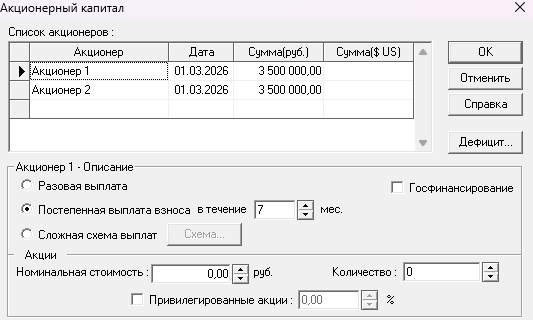 Акционерный капитал
Список акционеров :
Акционер Дата Сумма(руб.) Сумма($ US)
Акционер 1 01.03.2026 3 500 000,00
Акционер 2 01.03.2026 3 500 000,00
OK
Отменить
Справка
Дефицит...
Акционер 1 - Описание
Разовая выплата
Госфинансирование
Постепенная выплата взноса в течение 7 мес.
Сложная схема выплат Схема...
Акции
Номинальная стоимость : 0,00 руб. Количество : 0
Привилегированные акции : 0,00 %